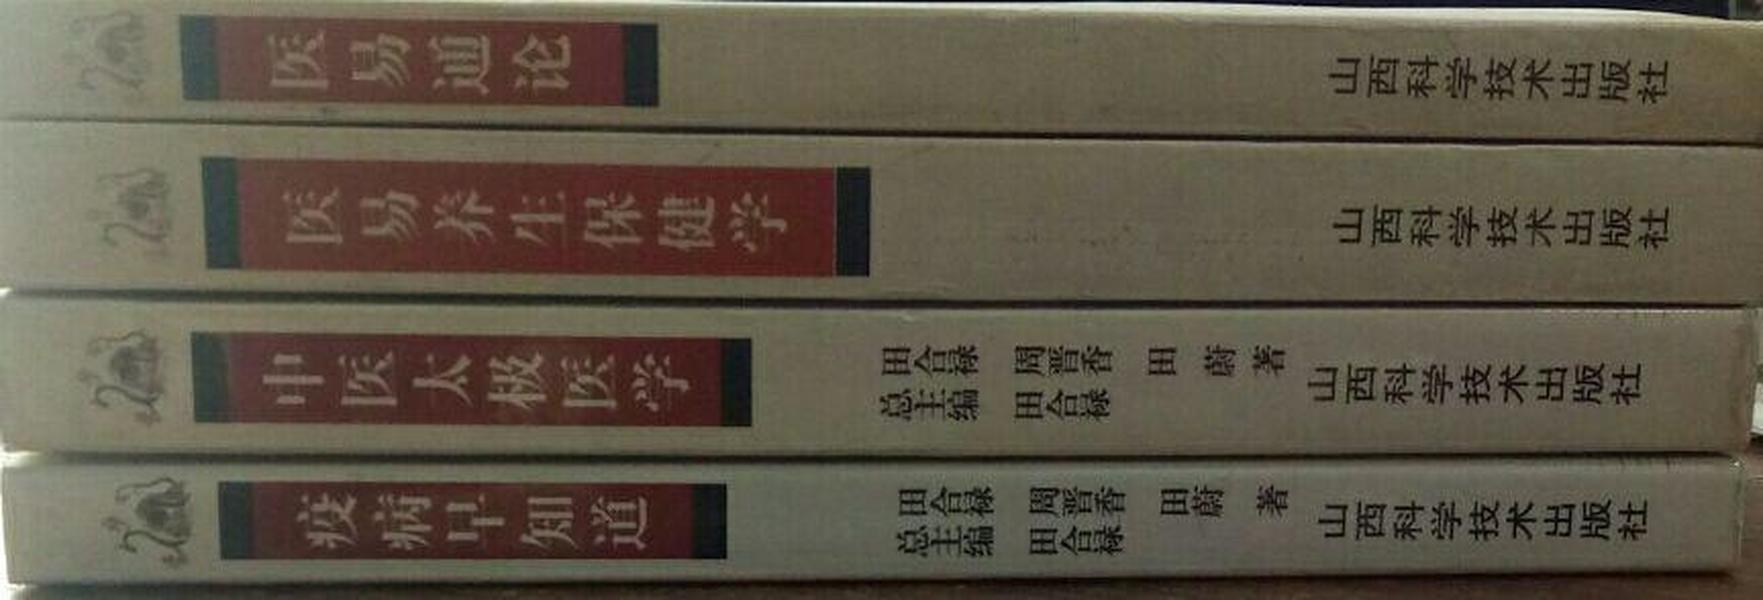 医易通论
山西科学技术出版社
医易养生保健学
山西科学技术出版社
中医太极医学
田合禄 周晋香 田 蔚 著
总主编 田合禄
山西科学技术出版社
疫病早知道
田合禄 周晋香 田蔚 著
总主编 田合禄
山西科学技术出版社